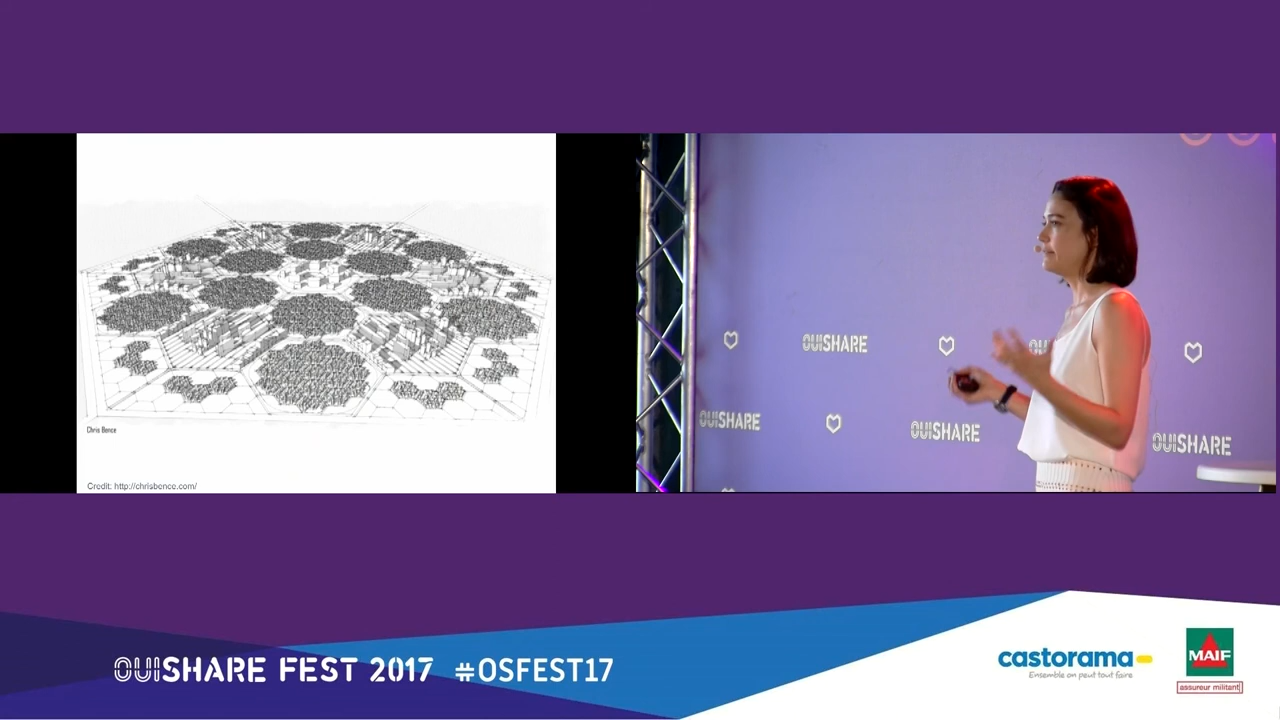 Chris Bence
Credit: http://chrisbence.com/
OUISHARE
OUI
OUISHARE
OUISHARE
OUISHARE
OUISHARE FEST 2017 #OSFEST17
castorama
Ensemble on peut tout faire
MAIF
assureur militant